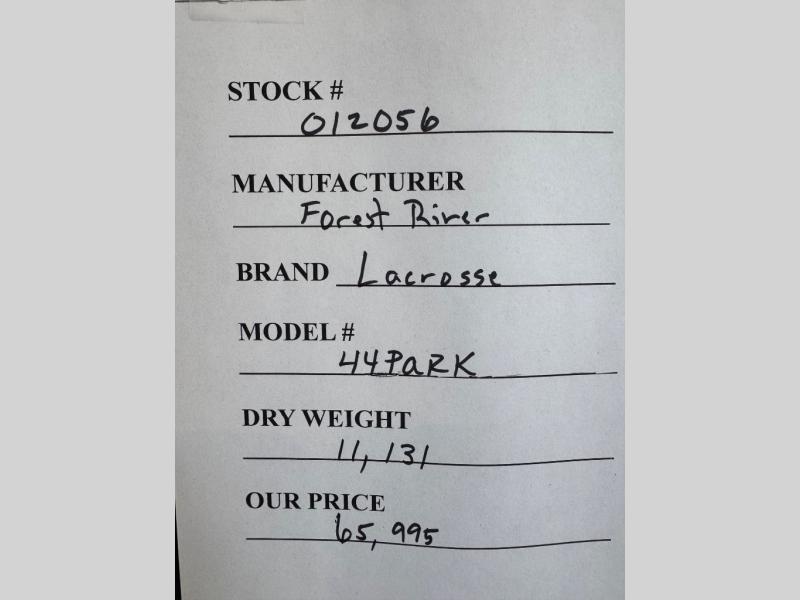 STOCK #
012056
MANUFACTURER
Forest River
BRAND Lacrosse
MODEL #
44PaRK
DRY WEIGHT
11,131
OUR PRICE
65,995